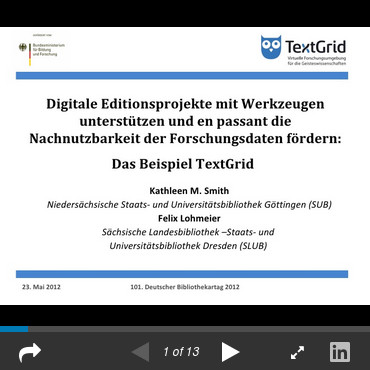 Bundesministerium
für Bildung
und Forschung
TextGrid
Virtuelle Forschungsumgebung
für die Geisteswissenschaften
Digitale Editionsprojekte mit Werkzeugen
unterstützen und en passant die
Nachnutzbarkeit der Forschungsdaten fördern:
Das Beispiel TextGrid
Kathleen M. Smith
Niedersächsische Staats- und Universitätsbibliothek Göttingen (SUB)
Felix Lohmeier
Sächsische Landesbibliothek –Staats- und
Universitätsbibliothek Dresden (SLUB)
23. Mai 2012
101. Deutscher Bibliothekartag 2012
1 of 13
in